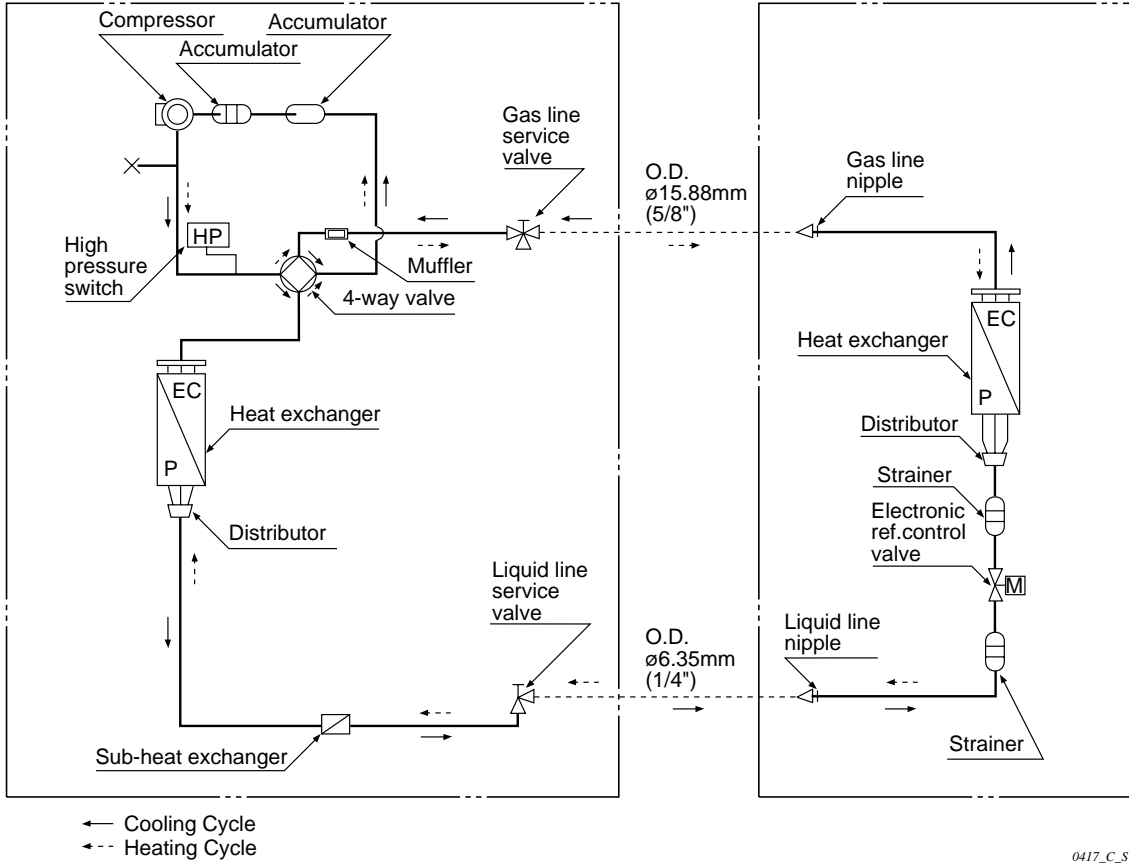 Compressor
Accumulator
Accumulator
Gas line
service
valve
O.D.
ø15.88mm
(5/8")
Gas line
nipple
HP
High
pressure
switch
Muffler
4-way valve
EC
Heat exchanger
P
Distributor
EC
Heat exchanger
P
Distributor
Strainer
Electronic
ref.control
valve
M
Liquid line
service
valve
O.D.
ø6.35mm
(1/4")
Liquid line
nipple
Sub-heat exchanger
Strainer
Cooling Cycle
Heating Cycle
0417_C_S